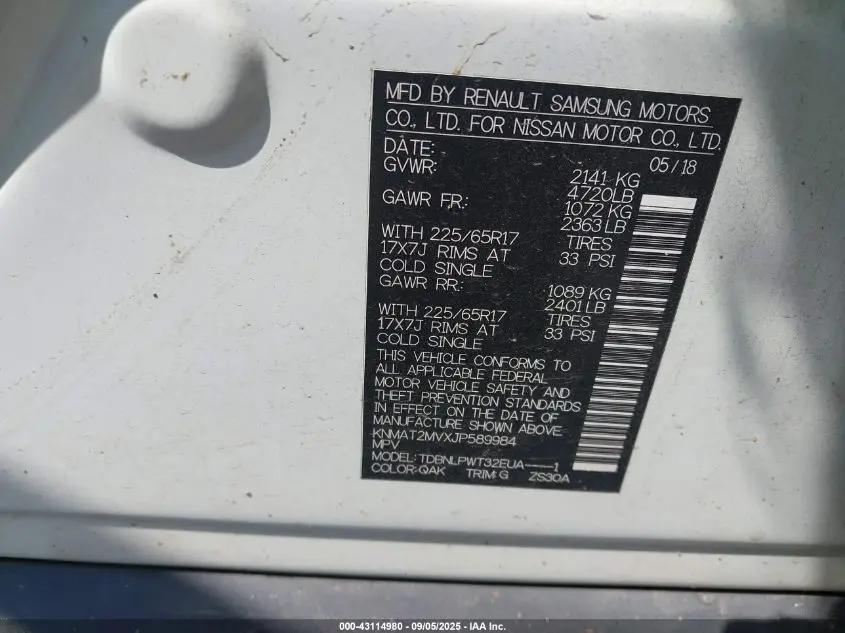 MFD BY RENAULT SAMSUNG MOTORS
CO., LTD. FOR NISSAN MOTOR CO., LTD.
DATE: 05/18
GVWR: 2141 KG
4720LB
GAWR FR.: 1072 KG
2363 LB
WITH 225/65R17 TIRES
17X7J RIMS AT 33 PSI
COLD SINGLE
GAWR RR.: 1089 KG
2401 LB
WITH 225/65R17 TIRES
17X7J RIMS AT 33 PSI
COLD SINGLE
THIS VEHICLE CONFORMS TO
ALL APPLICABLE FEDERAL
MOTOR VEHICLE SAFETY AND
THEFT PREVENTION STANDARDS
IN EFFECT ON THE DATE OF
MANUFACTURE SHOWN ABOVE.
KNMAT2MVXJP589984
MPV
MODEL: TDBNLPWT32EUA-----1
COLOR:QAK TRIM:G ZS30A
000-43114980 - 09/05/2025 - IAA Inc.